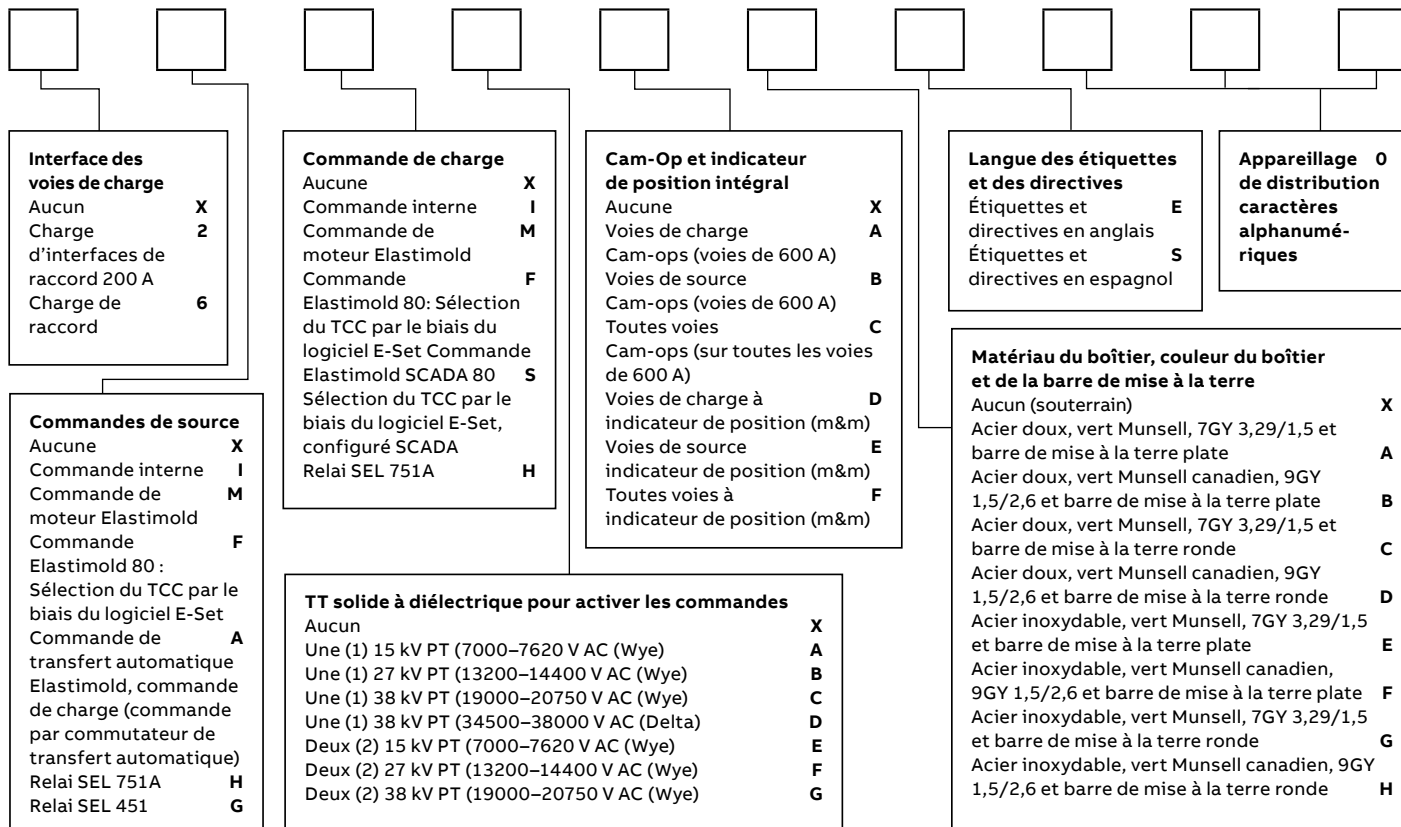 Interface des
voies de charge
Aucun X
Charge 2
d'interfaces de
raccord 200 A
Charge de 6
raccord
Commandes de source
Aucune X
Commande interne I
Commande de M
moteur Elastimold
Commande F
Elastimold 80 :
Sélection du TCC par le
biais du logiciel E-Set
Commande de A
transfert automatique
Elastimold, commande
de charge (commande
par commutateur de
transfert automatique)
Relai SEL 751A H
Relai SEL 451 G
Commande de charge
Aucune X
Commande interne I
Commande de M
moteur Elastimold
Commande F
Elastimold 80: Sélection
du TCC par le biais du
logiciel E-Set Commande
Elastimold SCADA 80 S
Sélection du TCC par le
biais du logiciel E-Set,
configuré SCADA
Relai SEL 751A H
TT solide à diélectrique pour activer les commandes
Aucun X
Une (1) 15 kV PT (7000–7620 V AC (Wye) A
Une (1) 27 kV PT (13200–14400 V AC (Wye) B
Une (1) 38 kV PT (19000–20750 V AC (Wye) C
Une (1) 38 kV PT (34500–38000 V AC (Delta) D
Deux (2) 15 kV PT (7000–7620 V AC (Wye) E
Deux (2) 27 kV PT (13200–14400 V AC (Wye) F
Deux (2) 38 kV PT (19000–20750 V AC (Wye) G
Cam-Op et indicateur
de position intégral
Aucune X
Voies de charge A
Cam-ops (voies de 600 A)
Voies de source B
Cam-ops (voies de 600 A)
Toutes voies C
Cam-ops (sur toutes les voies
de 600 A)
Voies de charge à D
indicateur de position (m&m)
Voies de source E
indicateur de position (m&m)
Toutes voies à F
indicateur de position (m&m)
Matériau du boîtier, couleur du boîtier
et de la barre de mise à la terre
Aucun (souterrain) X
Acier doux, vert Munsell, 7GY 3,29/1,5 et
barre de mise à la terre plate A
Acier doux, vert Munsell canadien, 9GY
1,5/2,6 et barre de mise à la terre plate B
Acier doux, vert Munsell, 7GY 3,29/1,5 et
barre de mise à la terre ronde C
Acier doux, vert Munsell canadien, 9GY
1,5/2,6 et barre de mise à la terre ronde D
Acier inoxydable, vert Munsell, 7GY 3,29/1,5
et barre de mise à la terre plate E
Acier inoxydable, vert Munsell canadien,
9GY 1,5/2,6 et barre de mise à la terre plate F
Acier inoxydable, vert Munsell, 7GY 3,29/1,5
et barre de mise à la terre ronde G
Acier inoxydable, vert Munsell canadien, 9GY
1,5/2,6 et barre de mise à la terre ronde H
Langue des étiquettes
et des directives
Étiquettes et E
directives en anglais
Étiquettes et S
directives en espagnol
Appareillage 0
de distribution
caractères
alphanumé-
riques